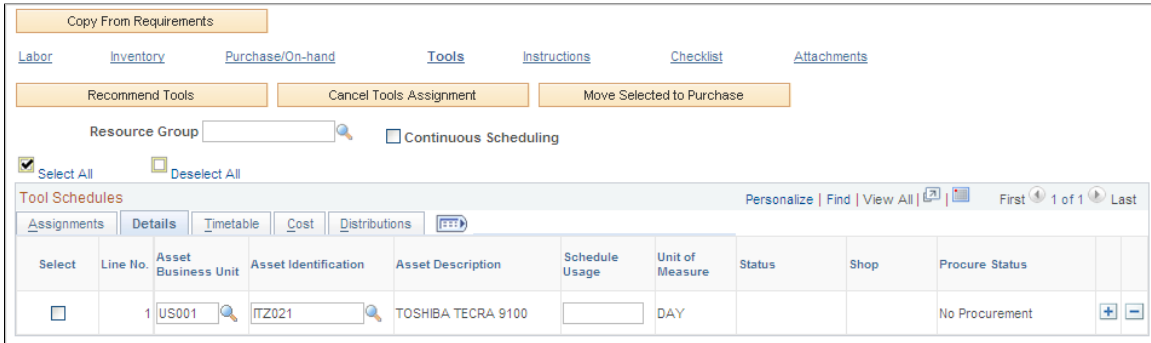 Copy From Requirements
Labor Inventory Purchase/On-hand Tools Instructions Checklist Attachments
Recommend Tools Cancel Tools Assignment Move Selected to Purchase
Resource Group Continuous Scheduling
Select All Deselect All
Tool Schedules Personalize | Find | View All | | First 1 of 1 Last
Assignments Details Timetable Cost Distributions
Select Line No. Asset Business Unit Asset Identification Asset Description Schedule Usage Unit of Measure Status Shop Procure Status
1 US001 ITZ021 TOSHIBA TECRA 9100 DAY No Procurement